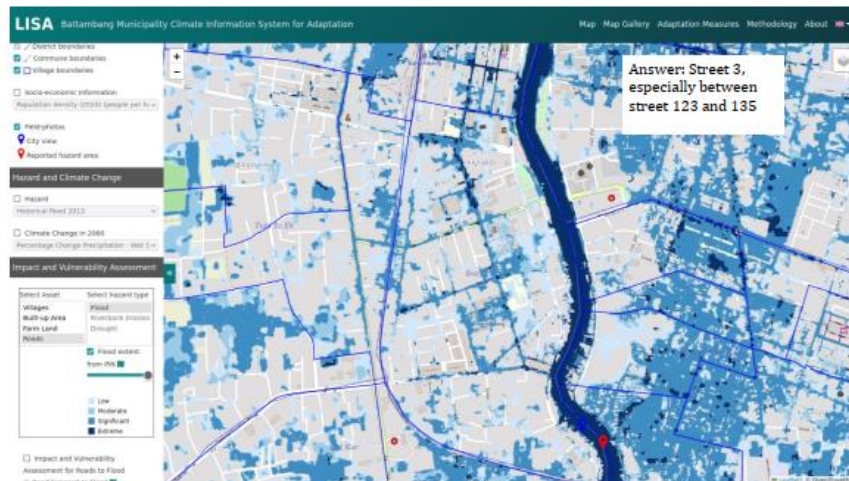 LISA Battambang Municipality Climate Information System for Adaptation
Map Map Gallery Adaptation Measures Methodology About
District boundaries
Commune boundaries
Village boundaries
Socio-economic Information
Population density (2020) (people per
Field-photos
City view
Reported hazard area
Hazard and Climate Change
Hazard
Historical Flood 2013
Climate Change in 2080
Percentage Change Precipitation - Wet
Impact and Vulnerability Assessment
Select Asset Select hazard type
Villages Flood
Built-up Area Riverbank Erosion
Farm Land Drought
Roads
Flood extent
from
Low
Moderate
Significant
Extreme
Impact and Vulnerability
Assessment for Roads to Flood
+
−
Answer: Street 3,
especially between
street 123 and 135